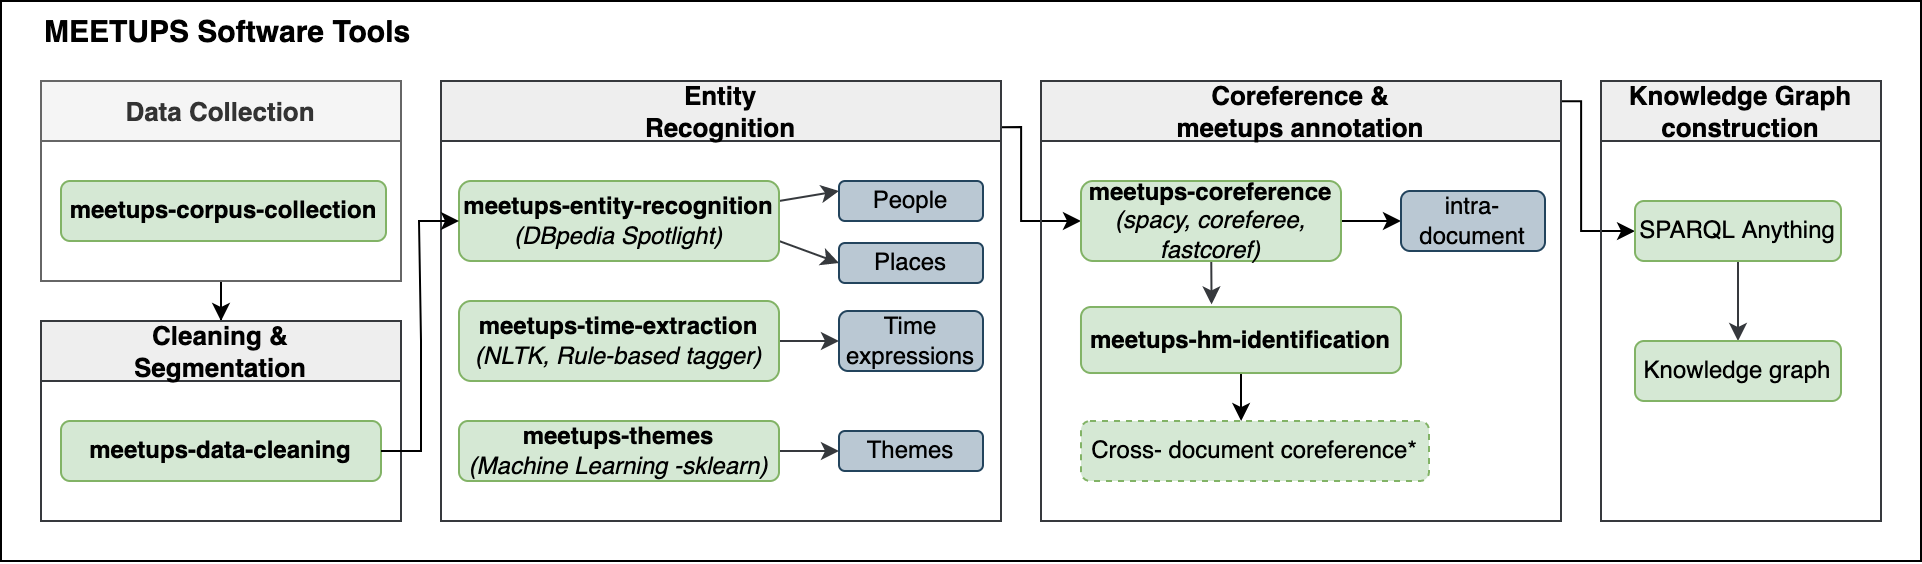 MEETUPS Software Tools
Data Collection
meetups-corpus-collection
Cleaning &
Segmentation
meetups-data-cleaning
Entity
Recognition
meetups-entity-recognition
(DBpedia Spotlight)
People
Places
meetups-time-extraction
(NLTK, Rule-based tagger)
Time
expressions
meetups-themes
(Machine Learning -sklearn)
Themes
Coreference &
meetups annotation
meetups-coreference
(spacy, coreferee,
fastcoref)
intra-
document
meetups-hm-identification
Cross- document coreference*
Knowledge Graph
construction
SPARQL Anything
Knowledge graph